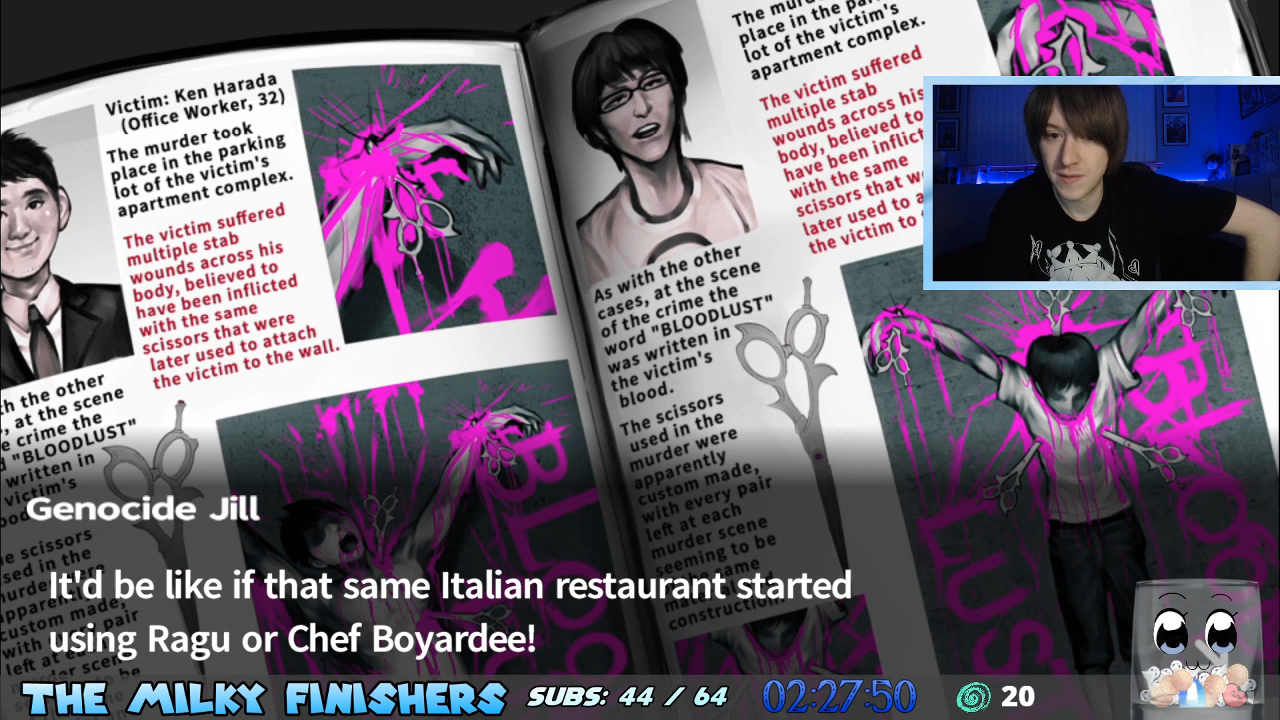 Victim: Ken Harada
(Office Worker, 32)
The murder took
place in the parking
lot of the victim's
apartment complex.
The victim suffered
multiple stab
wounds across his
body, believed to
have been inflicted
with the same
scissors that were
later used to attach
the victim to the wall.
the other
at the scene
crime the
"BLOODLUST"
written in
victim's
scissors
used in the
custom made,
left at
BLOO
The
place in the
lot of the victim's
apartment complex.
The victim suffered
multiple stab
wounds across his
body, believed to
have been
with the same
scissors that
later used to
the victim to
As with the other
cases, at the scene
of the crime the
word "BLOODLUST"
was written in
the victim's
blood.
The scissors
used in the
murder were
apparently
custom made,
with every pair
left at each
murder scene
seeming to be
construction.
BLOOD
LUST
Genocide Jill
It'd be like if that same Italian restaurant started
using Ragu or Chef Boyardee!
THE MILKY FINISHERS SUBS: 44 / 64 02:27:50 20